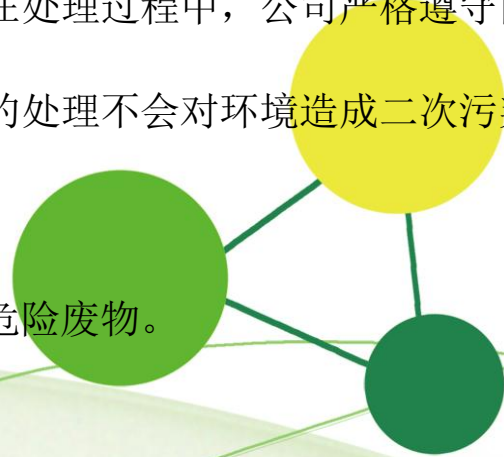 在处理过程中，公司严格遵守
的处理不会对环境造成二次污
危险废物。